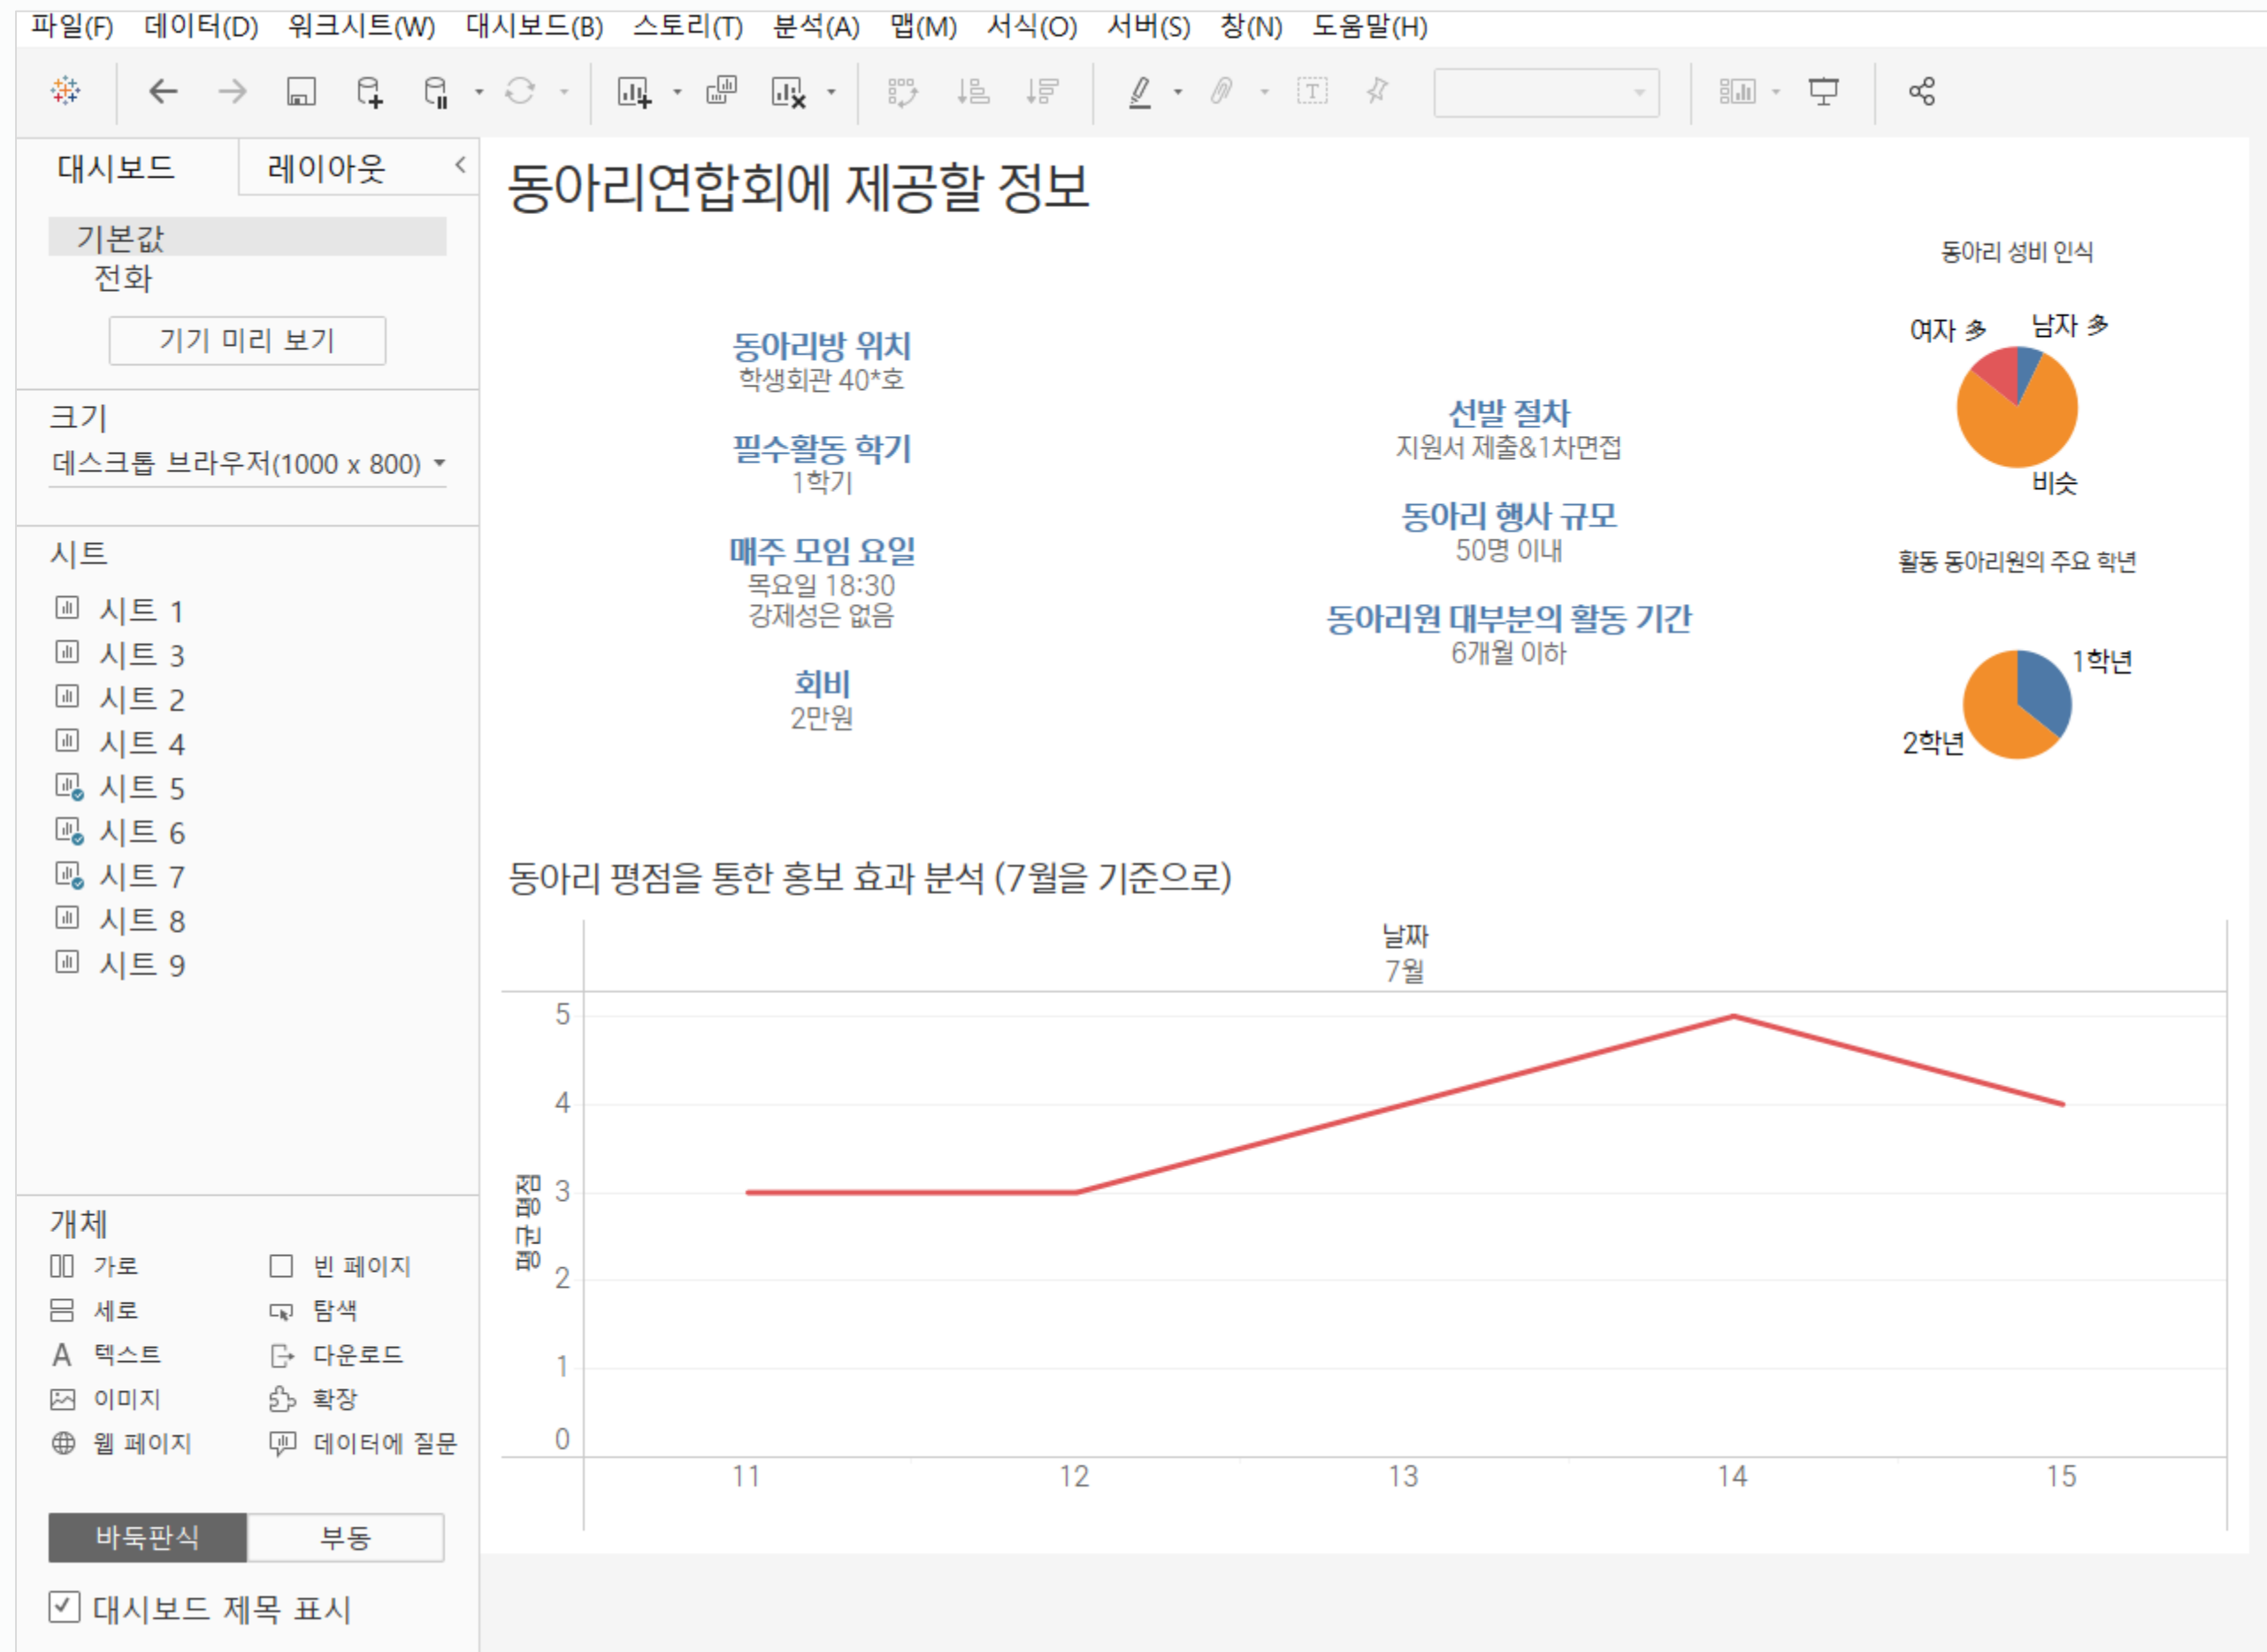 파일(F) 데이터(D) 워크시트(W) 대시보드(B) 스토리(T) 분석(A) 맵(M) 서식(O) 서버(S) 창(N) 도움말(H)
대시보드 레이아웃
기본값
전화
기기 미리 보기
크기
데스크톱 브라우저(1000 x 800)
시트
시트 1
시트 3
시트 2
시트 4
시트 5
시트 6
시트 7
시트 8
시트 9
개체
가로 빈 페이지
세로 탐색
A 텍스트 다운로드
이미지 확장
웹 페이지 데이터에 질문
바둑판식 부동
대시보드 제목 표시
동아리연합회에 제공할 정보
동아리방 위치
학생회관 40*호
필수활동 학기
1학기
매주 모임 요일
목요일 18:30
강제성은 없음
회비
2만원
선발 절차
지원서 제출&1차면접
동아리 행사 규모
50명 이내
동아리원 대부분의 활동 기간
6개월 이하
동아리 성비 인식
여자 多 남자 多
비슷
활동 동아리원의 주요 학년
1학년
2학년
동아리 평점을 통한 홍보 효과 분석 (7월을 기준으로)
날짜
7월
평균 평점
5
4
3
2
1
0
11 12 13 14 15